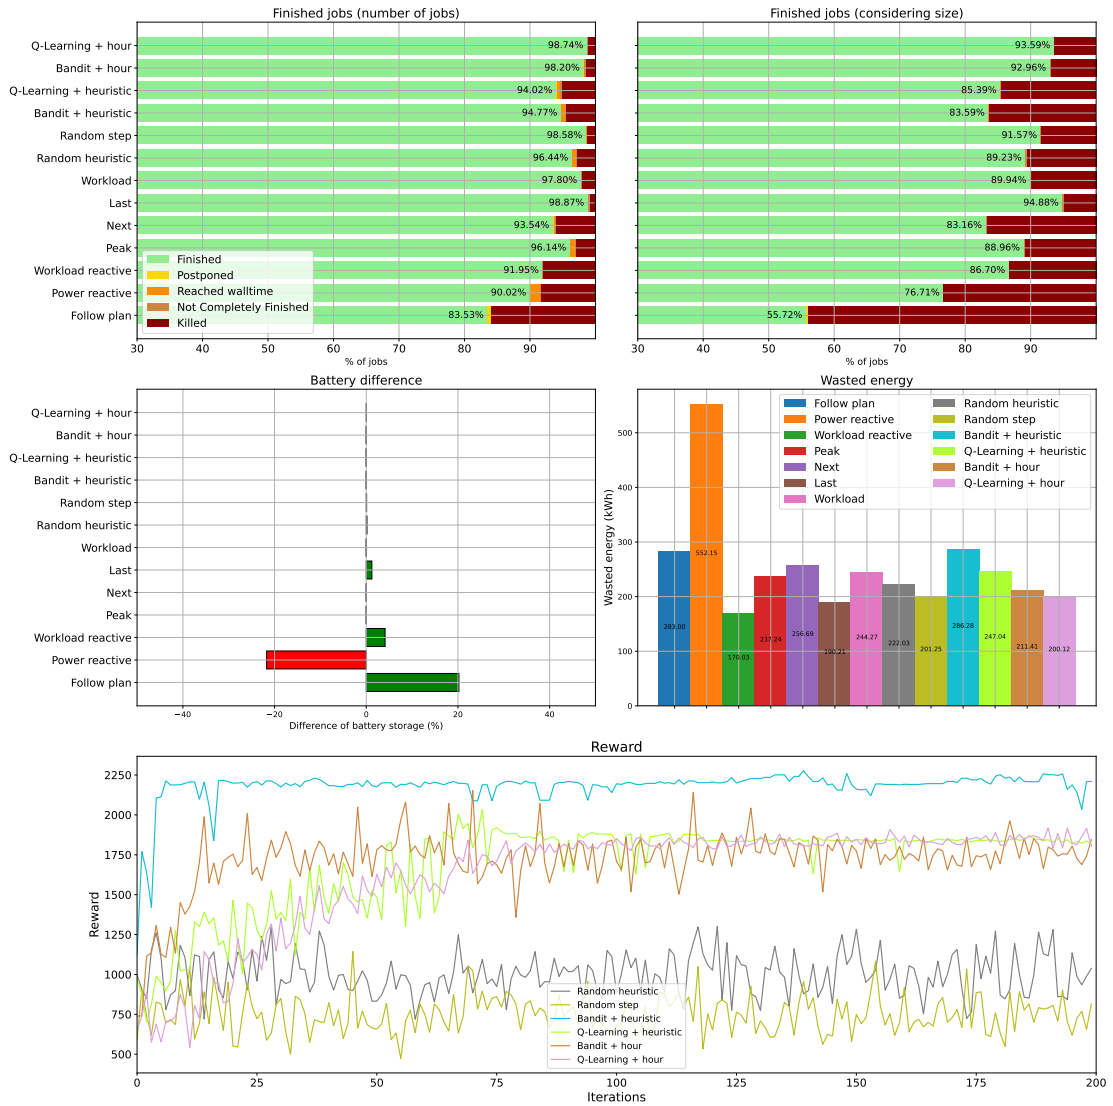 Finished jobs (number of jobs)
Q-Learning + hour
98.74%
Bandit + hour
98.20%
Q-Learning + heuristic
94.02%
Bandit + heuristic
94.77%
Random step
98.58%
Random heuristic
96.44%
Workload
97.80%
Last
98.87%
Next
93.54%
Peak
96.14%
Workload reactive
91.95%
Power reactive
90.02%
Follow plan
83.53%
Finished
Postponed
Reached walltime
Not Completely Finished
Killed
30 40 50 60 70 80 90
% of jobs
Finished jobs (considering size)
93.59%
92.96%
85.39%
83.59%
91.57%
89.23%
89.94%
94.88%
83.16%
88.96%
86.70%
76.71%
55.72%
30 40 50 60 70 80 90
% of jobs
Battery difference
Q-Learning + hour
Bandit + hour
Q-Learning + heuristic
Bandit + heuristic
Random step
Random heuristic
Workload
Last
Next
Peak
Workload reactive
Power reactive
Follow plan
−40 −20 0 20 40
Difference of battery storage (%)
Wasted energy
Wasted energy (kWh)
500
400
300
200
100
0
Follow plan
Power reactive
Workload reactive
Peak
Next
Last
Workload
Random heuristic
Random step
Bandit + heuristic
Q-Learning + heuristic
Bandit + hour
Q-Learning + hour
283.00
552.15
170.03
237.24
256.69
190.21
244.27
222.03
201.25
286.28
247.04
211.41
200.12
Reward
Reward
2250
2000
1750
1500
1250
1000
750
500
Random heuristic
Random step
Bandit + heuristic
Q-Learning + heuristic
Bandit + hour
Q-Learning + hour
0 25 50 75 100 125 150 175 200
Iterations